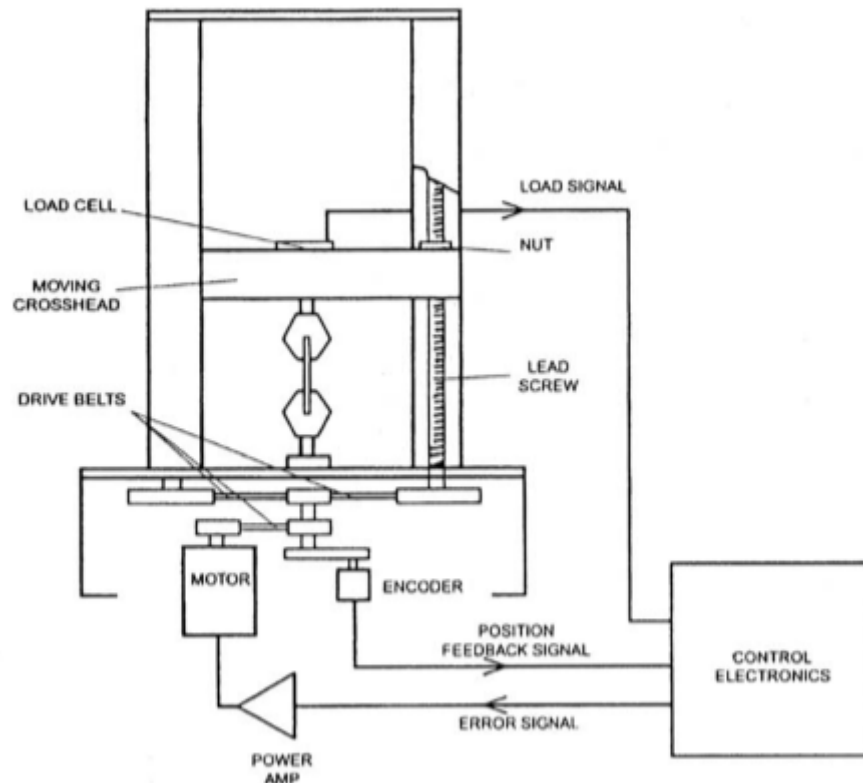 LOAD SIGNAL
LOAD CELL
NUT
MOVING
CROSSHEAD
LEAD
SCREW
DRIVE BELTS
MOTOR
ENCODER
POSITION
FEEDBACK SIGNAL
CONTROL
ELECTRONICS
ERROR SIGNAL
POWER
AMP